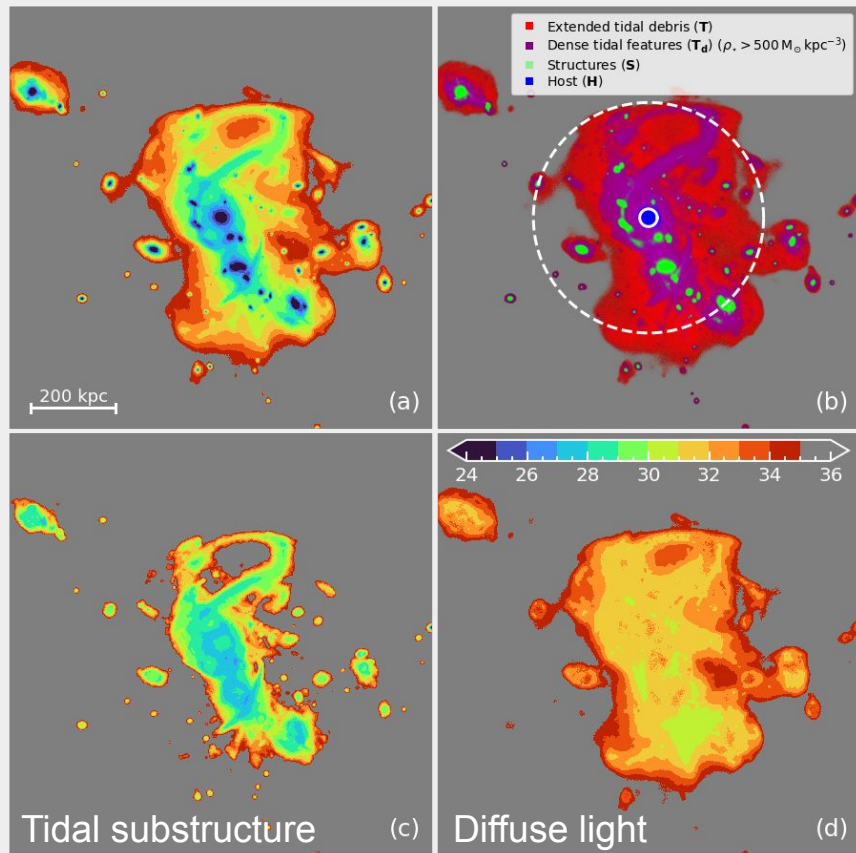 Extended tidal debris (T)
Dense tidal features (T_d) (ρ⋆ > 500 M⊙ kpc⁻³)
Structures (S)
Host (H)
200 kpc
(a)
(b)
24 26 28 30 32 34 36
Tidal substructure
(c)
Diffuse light
(d)